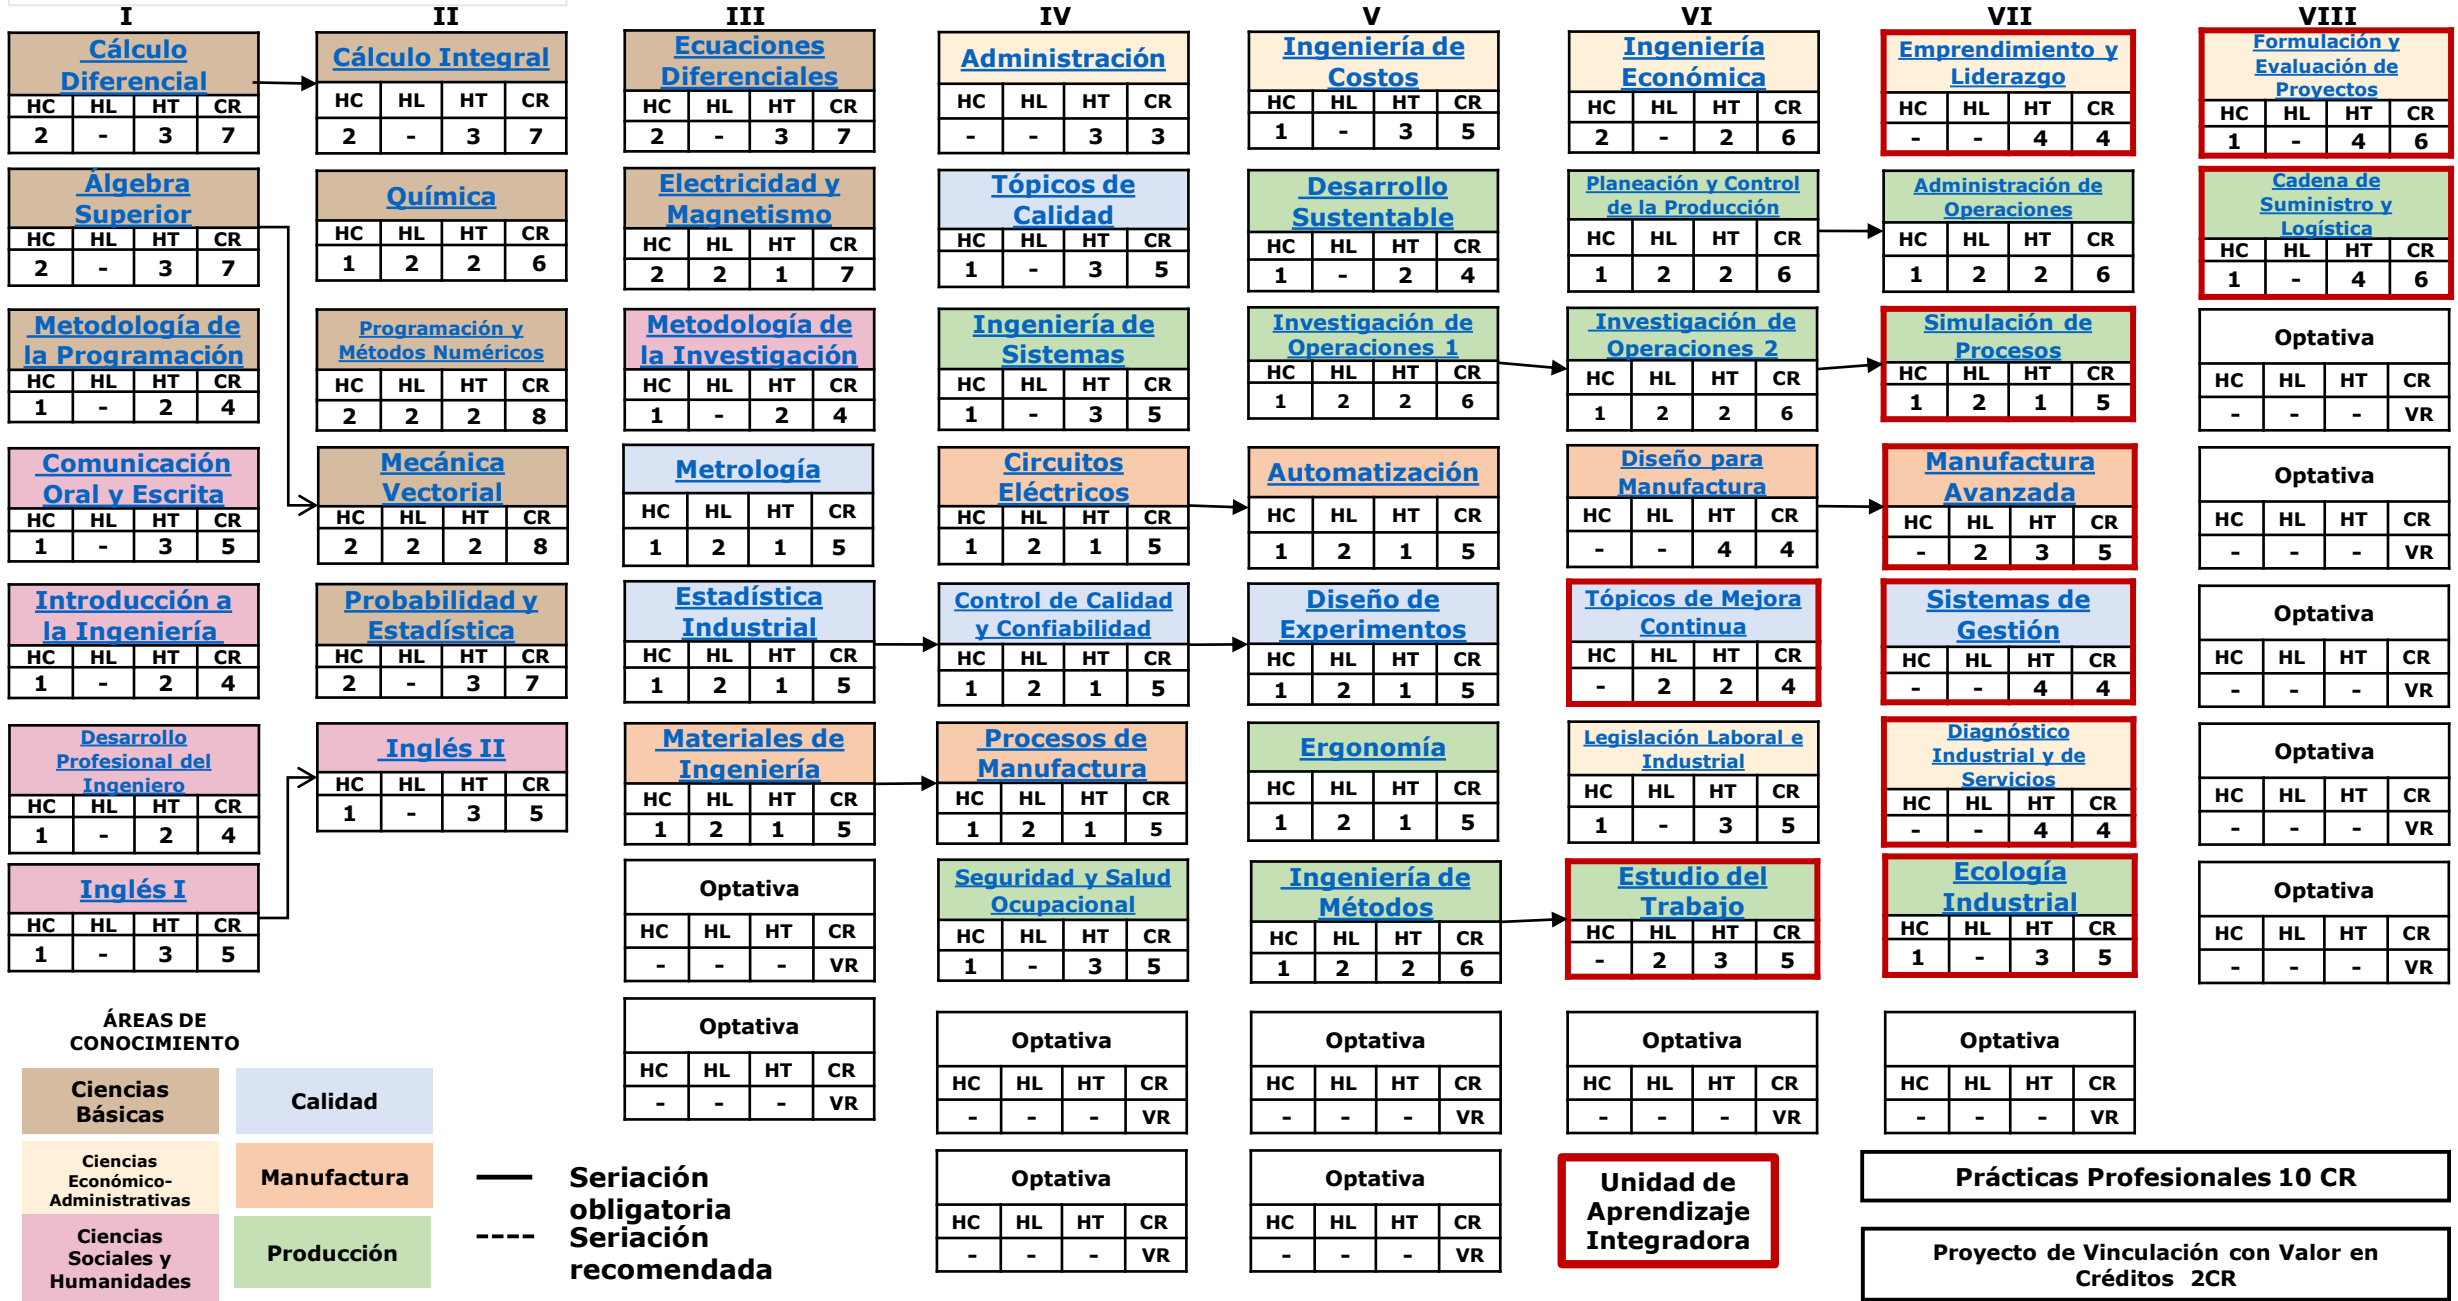 I
II
III
IV
V
VI
VII
VIII
Cálculo
Diferencial
HC HL HT CR
2 - 3 7
Cálculo Integral
HC HL HT CR
2 - 3 7
Ecuaciones
Diferenciales
HC HL HT CR
2 - 3 7
Administración
HC HL HT CR
- - 3 3
Ingeniería de
Costos
HC HL HT CR
1 - 3 5
Ingeniería
Económica
HC HL HT CR
2 - 2 6
Emprendimiento y
Liderazgo
HC HL HT CR
- - 4 4
Formulación y
Evaluación de
Proyectos
HC HL HT CR
1 - 4 6
Álgebra
Superior
HC HL HT CR
2 - 3 7
Química
HC HL HT CR
1 2 2 6
Electricidad y
Magnetismo
HC HL HT CR
2 2 1 7
Tópicos de
Calidad
HC HL HT CR
1 - 3 5
Desarrollo
Sustentable
HC HL HT CR
1 - 2 4
Planeación y Control
de la Producción
HC HL HT CR
1 2 2 6
Administración de
Operaciones
HC HL HT CR
1 2 2 6
Cadena de
Suministro y
Logística
HC HL HT CR
1 - 4 6
Metodología de
la Programación
HC HL HT CR
1 - 2 4
Programación y
Métodos Numéricos
HC HL HT CR
2 2 2 8
Metodología de
la Investigación
HC HL HT CR
1 - 2 4
Ingeniería de
Sistemas
HC HL HT CR
1 - 3 5
Investigación de
Operaciones 1
HC HL HT CR
1 2 2 6
Investigación de
Operaciones 2
HC HL HT CR
1 2 2 6
Simulación de
Procesos
HC HL HT CR
1 2 1 5
Optativa
HC HL HT CR
- - - VR
Comunicación
Oral y Escrita
HC HL HT CR
1 - 3 5
Mecánica
Vectorial
HC HL HT CR
2 2 2 8
Metrología
HC HL HT CR
1 2 1 5
Circuitos
Eléctricos
HC HL HT CR
1 2 1 5
Automatización
HC HL HT CR
1 2 1 5
Diseño para
Manufactura
HC HL HT CR
- - 4 4
Manufactura
Avanzada
HC HL HT CR
- 2 3 5
Optativa
HC HL HT CR
- - - VR
Introducción a
la Ingeniería
HC HL HT CR
1 - 2 4
Probabilidad y
Estadística
HC HL HT CR
2 - 3 7
Estadística
Industrial
HC HL HT CR
1 2 1 5
Control de Calidad
y Confiabilidad
HC HL HT CR
1 2 1 5
Diseño de
Experimentos
HC HL HT CR
1 2 1 5
Tópicos de Mejora
Continua
HC HL HT CR
- 2 2 4
Sistemas de
Gestión
HC HL HT CR
- - 4 4
Optativa
HC HL HT CR
- - - VR
Desarrollo
Profesional del
Ingeniero
HC HL HT CR
1 - 2 4
Inglés II
HC HL HT CR
1 - 3 5
Materiales de
Ingeniería
HC HL HT CR
1 2 1 5
Procesos de
Manufactura
HC HL HT CR
1 2 1 5
Ergonomía
HC HL HT CR
1 2 1 5
Legislación Laboral e
Industrial
HC HL HT CR
1 - 3 5
Diagnóstico
Industrial y de
Servicios
HC HL HT CR
- - 4 4
Optativa
HC HL HT CR
- - - VR
Inglés I
HC HL HT CR
1 - 3 5
Optativa
HC HL HT CR
- - - VR
Seguridad y Salud
Ocupacional
HC HL HT CR
1 - 3 5
Ingeniería de
Métodos
HC HL HT CR
1 2 2 6
Estudio del
Trabajo
HC HL HT CR
- 2 3 5
Ecología
Industrial
HC HL HT CR
1 - 3 5
Optativa
HC HL HT CR
- - - VR
Optativa
HC HL HT CR
- - - VR
Optativa
HC HL HT CR
- - - VR
Optativa
HC HL HT CR
- - - VR
Optativa
HC HL HT CR
- - - VR
Optativa
HC HL HT CR
- - - VR
Optativa
HC HL HT CR
- - - VR
Optativa
HC HL HT CR
- - - VR
ÁREAS DE
CONOCIMIENTO
Ciencias
Básicas
Calidad
Ciencias
Económico-
Administrativas
Manufactura
Ciencias
Sociales y
Humanidades
Producción
Seriación
obligatoria
Seriación
recomendada
Unidad de
Aprendizaje
Integradora
Prácticas Profesionales 10 CR
Proyecto de Vinculación con Valor en
Créditos 2CR